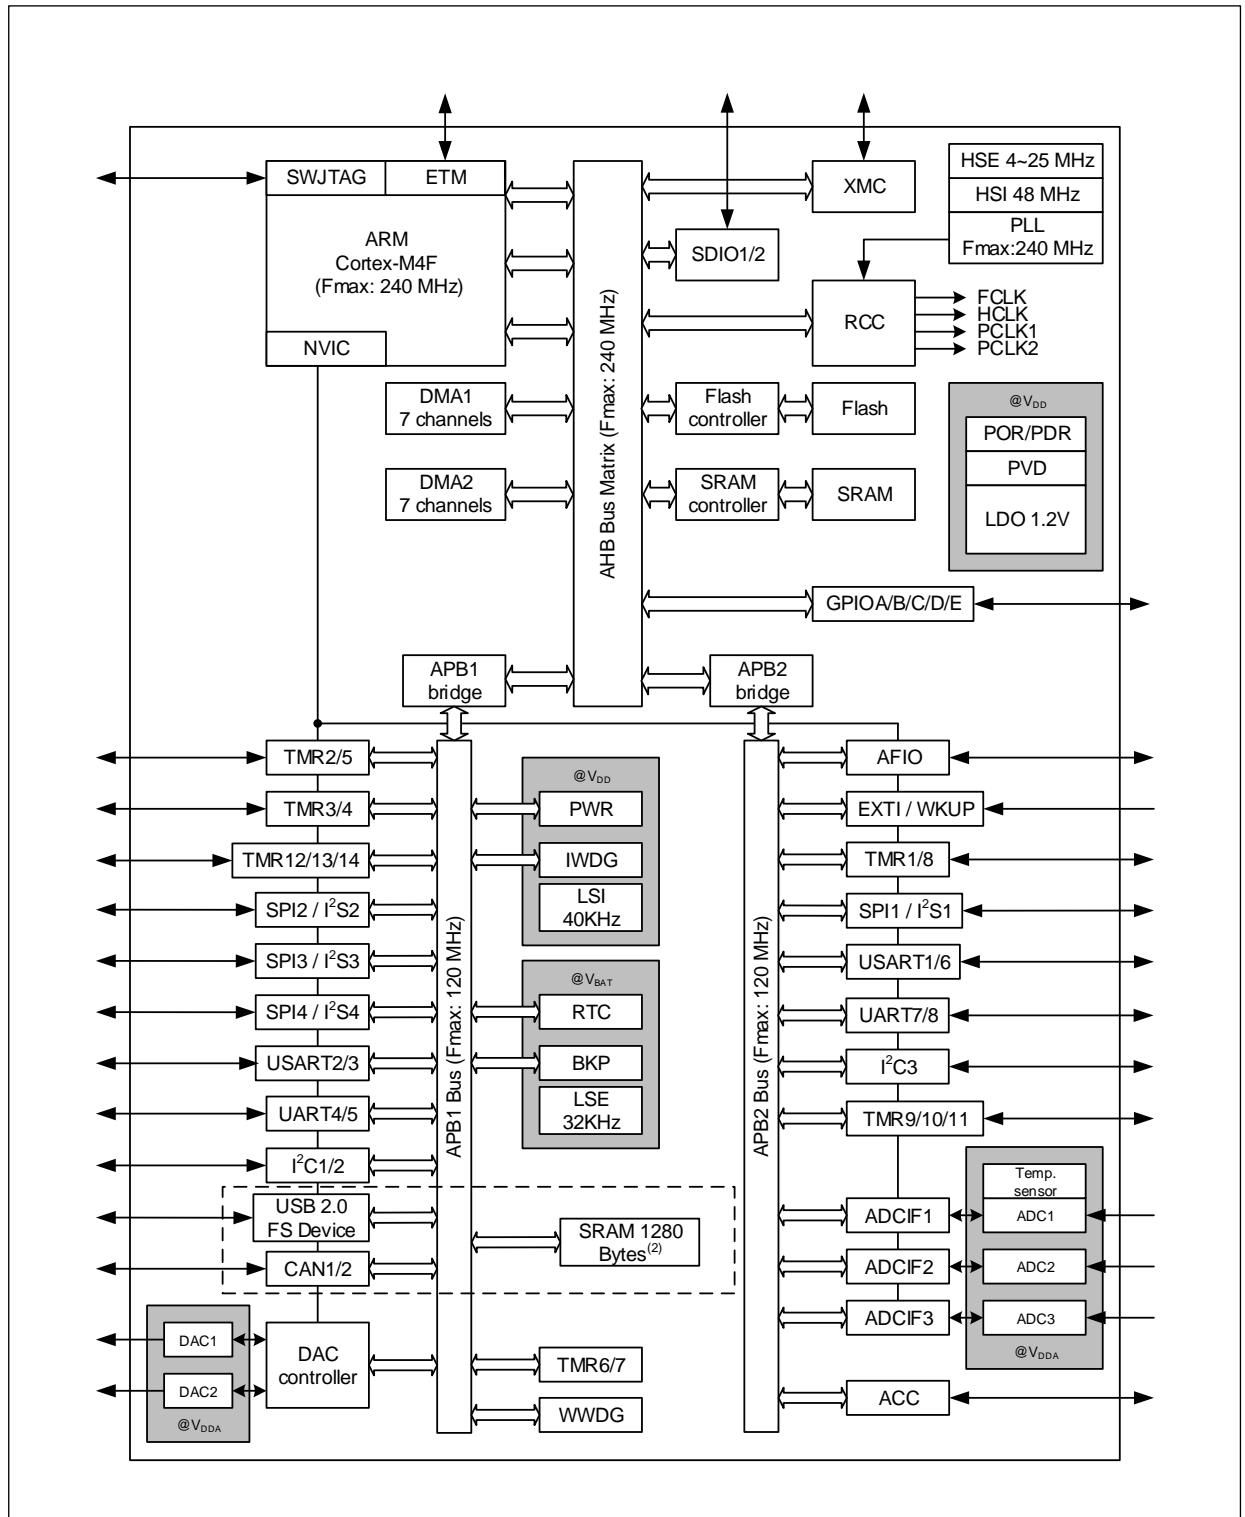 SWJTAG
ETM
ARM
Cortex-M4F
(Fmax: 240 MHz)
NVIC
DMA1
7 channels
DMA2
7 channels
AHB Bus Matrix (Fmax: 240 MHz)
XMC
SDIO1/2
HSE 4~25 MHz
HSI 48 MHz
PLL
Fmax:240 MHz
RCC
FCLK
HCLK
PCLK1
PCLK2
Flash
controller
Flash
SRAM
controller
SRAM
@VDD
POR/PDR
PVD
LDO 1.2V
GPIOA/B/C/D/E
APB1
bridge
APB2
bridge
TMR2/5
TMR3/4
TMR12/13/14
SPI2 / I²S2
SPI3 / I²S3
SPI4 / I²S4
USART2/3
UART4/5
I²C1/2
USB 2.0
FS Device
CAN1/2
DAC1
DAC2
@VDDA
DAC
controller
APB1 Bus (Fmax: 120 MHz)
@VDD
PWR
IWDG
LSI
40KHz
@VBAT
RTC
BKP
LSE
32KHz
SRAM 1280
Bytes(2)
TMR6/7
WWDG
APB2 Bus (Fmax: 120 MHz)
AFIO
EXTI / WKUP
TMR1/8
SPI1 / I²S1
USART1/6
UART7/8
I²C3
TMR9/10/11
ADCIF1
ADCIF2
ADCIF3
Temp.
sensor
ADC1
ADC2
ADC3
@VDDA
ACC